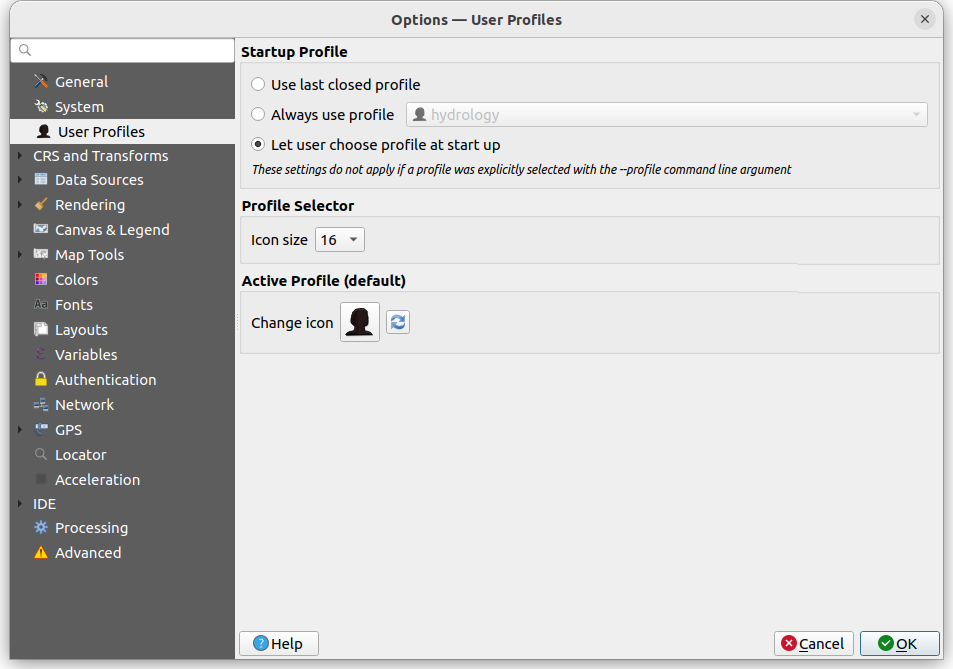 Options — User Profiles
General
System
User Profiles
CRS and Transforms
Data Sources
Rendering
Canvas & Legend
Map Tools
Colors
Aa Fonts
Layouts
Variables
Authentication
Network
GPS
Locator
Acceleration
IDE
Processing
Advanced
Startup Profile
Use last closed profile
Always use profile hydrology
Let user choose profile at start up
These settings do not apply if a profile was explicitly selected with the --profile command line argument
Profile Selector
Icon size 16
Active Profile (default)
Change icon
Help Cancel OK